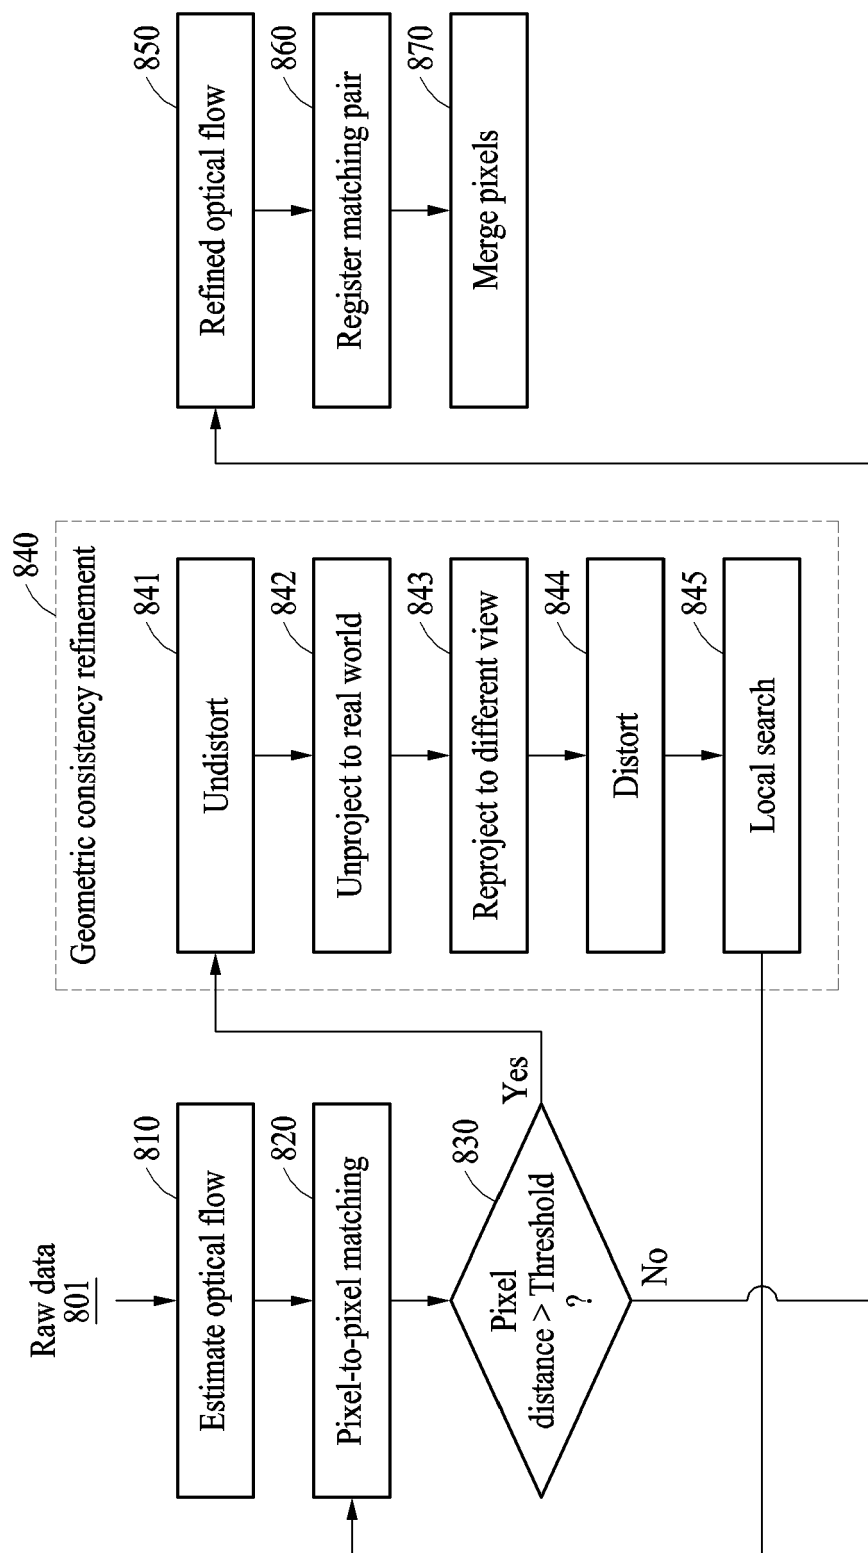 Raw data
801
810
Estimate optical flow
820
Pixel-to-pixel matching
830
Pixel
distance > Threshold
?
Yes
No
840
Geometric consistency refinement
841
Undistort
842
Unproject to real world
843
Reproject to different view
844
Distort
845
Local search
850
Refined optical flow
860
Register matching pair
870
Merge pixels